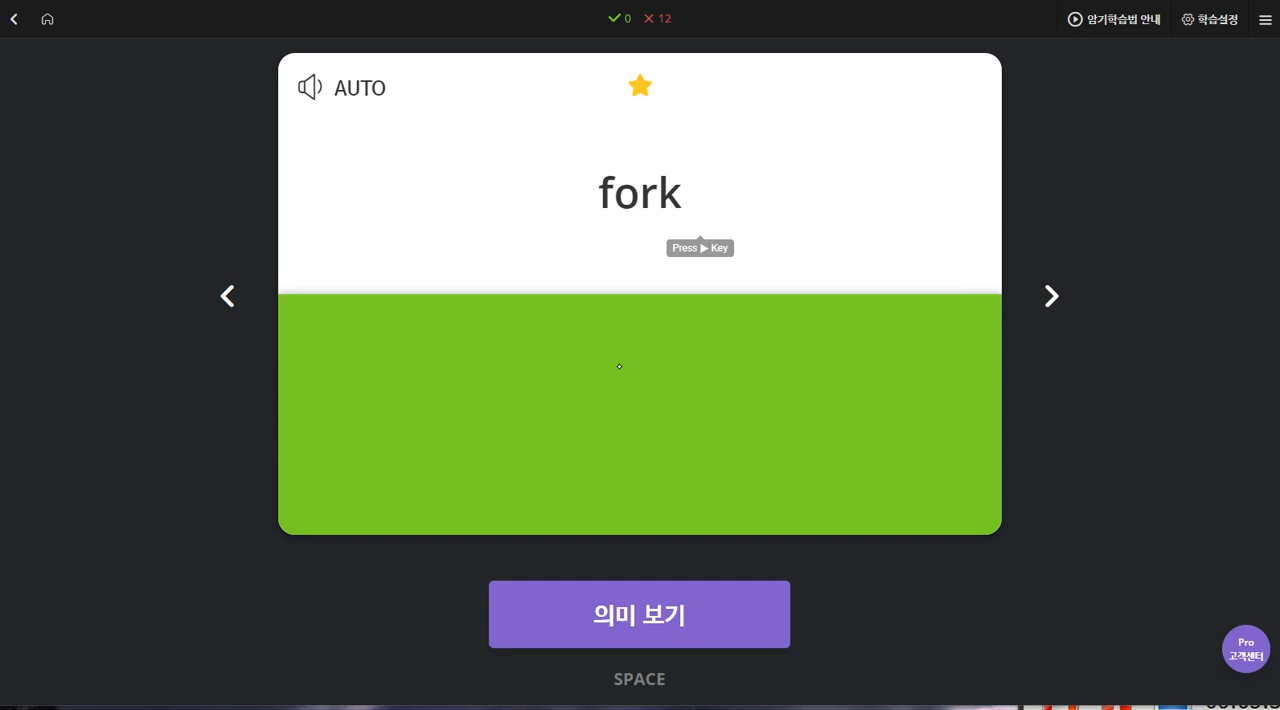 0 12 암기학습법 안내 학습설정
AUTO
fork
Press ▶ Key
의미 보기
SPACE
Pro
고객센터